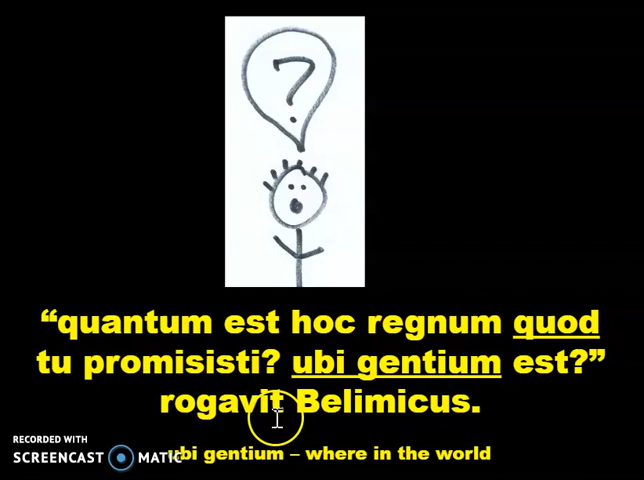 ?
“quantum est hoc regnum quod
tu promisisti? ubi gentium est?”
rogavit Belimicus.
RECORDED WITH
SCREENCAST MATIC
ubi gentium – where in the world